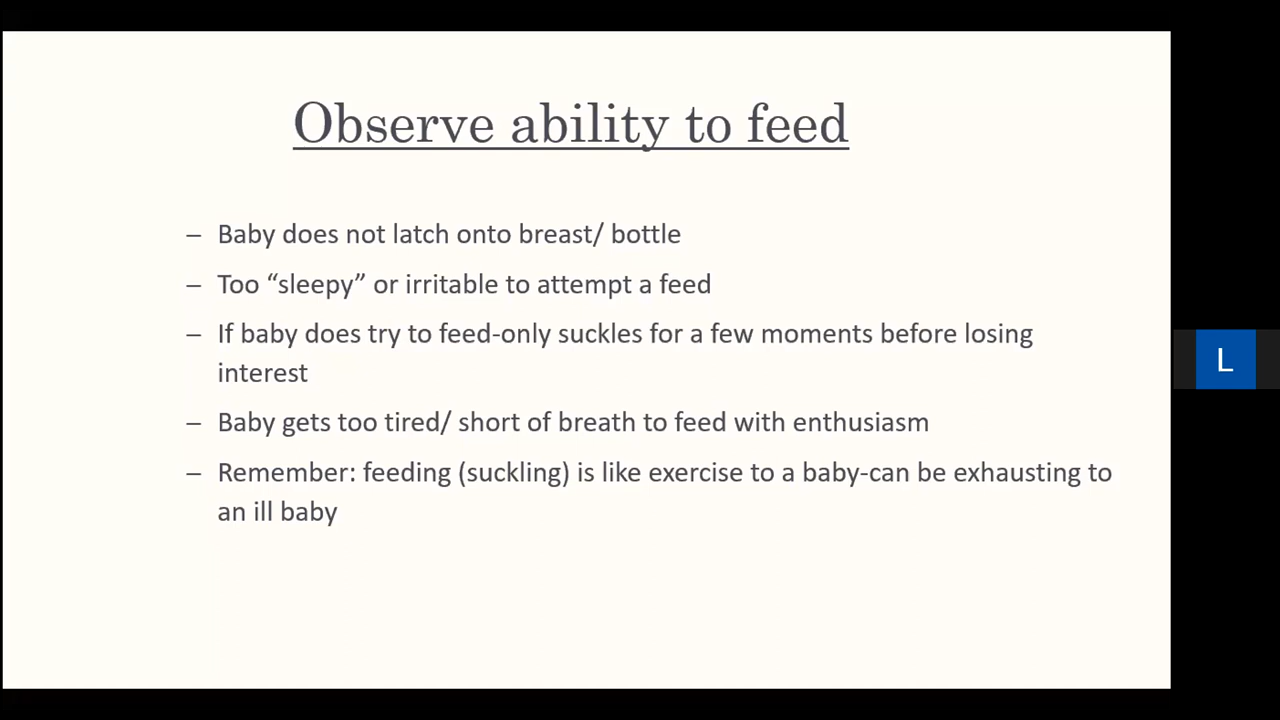 Observe ability to feed
– Baby does not latch onto breast/ bottle
– Too “sleepy” or irritable to attempt a feed
– If baby does try to feed-only suckles for a few moments before losing
interest
– Baby gets too tired/ short of breath to feed with enthusiasm
– Remember: feeding (suckling) is like exercise to a baby-can be exhausting to
an ill baby
L